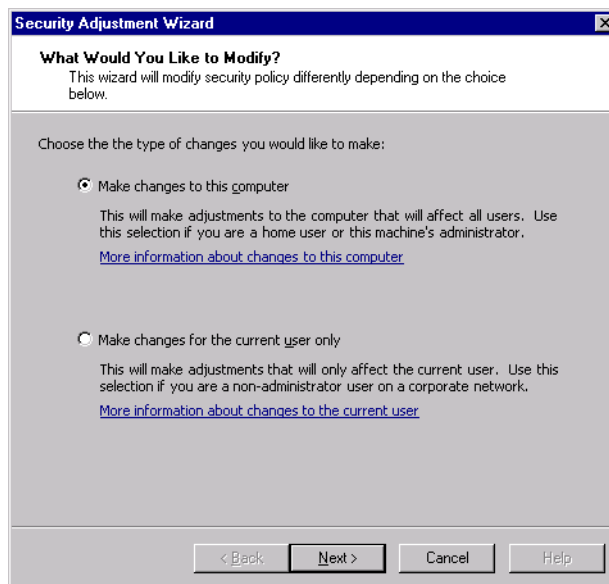 Security Adjustment Wizard
What Would You Like to Modify?
This wizard will modify security policy differently depending on the choice
below.
Choose the the type of changes you would like to make:
Make changes to this computer
This will make adjustments to the computer that will affect all users. Use
this selection if you are a home user or this machine's administrator.
More information about changes to this computer
Make changes for the current user only
This will make adjustments that will only affect the current user. Use this
selection if you are a non-administrator user on a corporate network.
More information about changes to the current user
< Back Next > Cancel Help